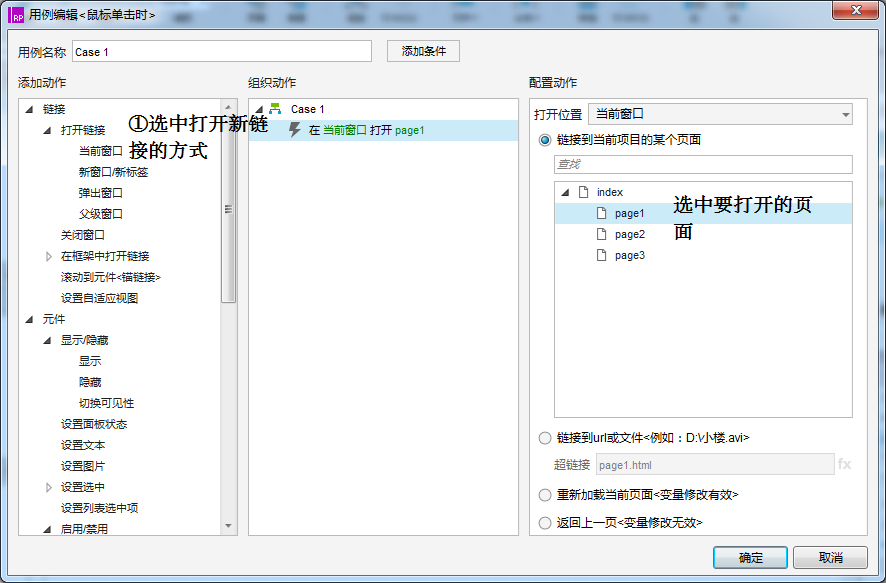 用例编辑<鼠标单击时>
用例名称 Case 1 添加条件
添加动作 组织动作 配置动作
链接
打开链接
当前窗口
新窗口/新标签
弹出窗口
父级窗口
关闭窗口
在框架中打开链接
滚动到元件<锚链接>
设置自适应视图
元件
显示/隐藏
显示
隐藏
切换可见性
设置面板状态
设置文本
设置图片
设置选中
设置列表选中项
启用/禁用
①选中打开新链
接的方式
Case 1
在 当前窗口 打开 page1
打开位置 当前窗口
链接到当前项目的某个页面
查找
index
page1
page2
page3
选中要打开的页
面
链接到url或文件<例如：D:\小楼.avi>
超链接 page1.html fx
重新加载当前页面<变量修改有效>
返回上一页<变量修改无效>
确定 取消